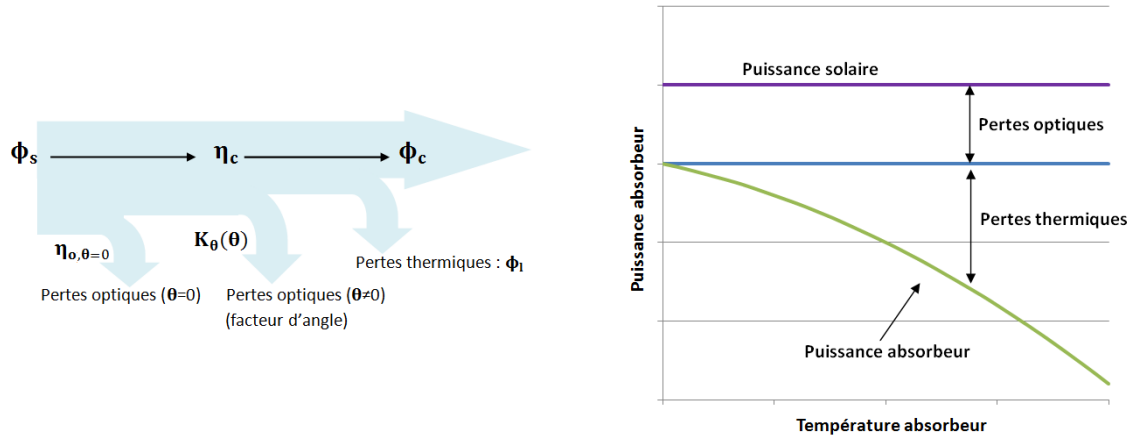 ϕs
ηc
ϕc
ηo,θ=0
Kθ(θ)
Pertes thermiques : ϕl
Pertes optiques (θ=0)
Pertes optiques (θ≠0)
(facteur d'angle)
Puissance absorbeur
Puissance solaire
Pertes optiques
Pertes thermiques
Puissance absorbeur
Température absorbeur